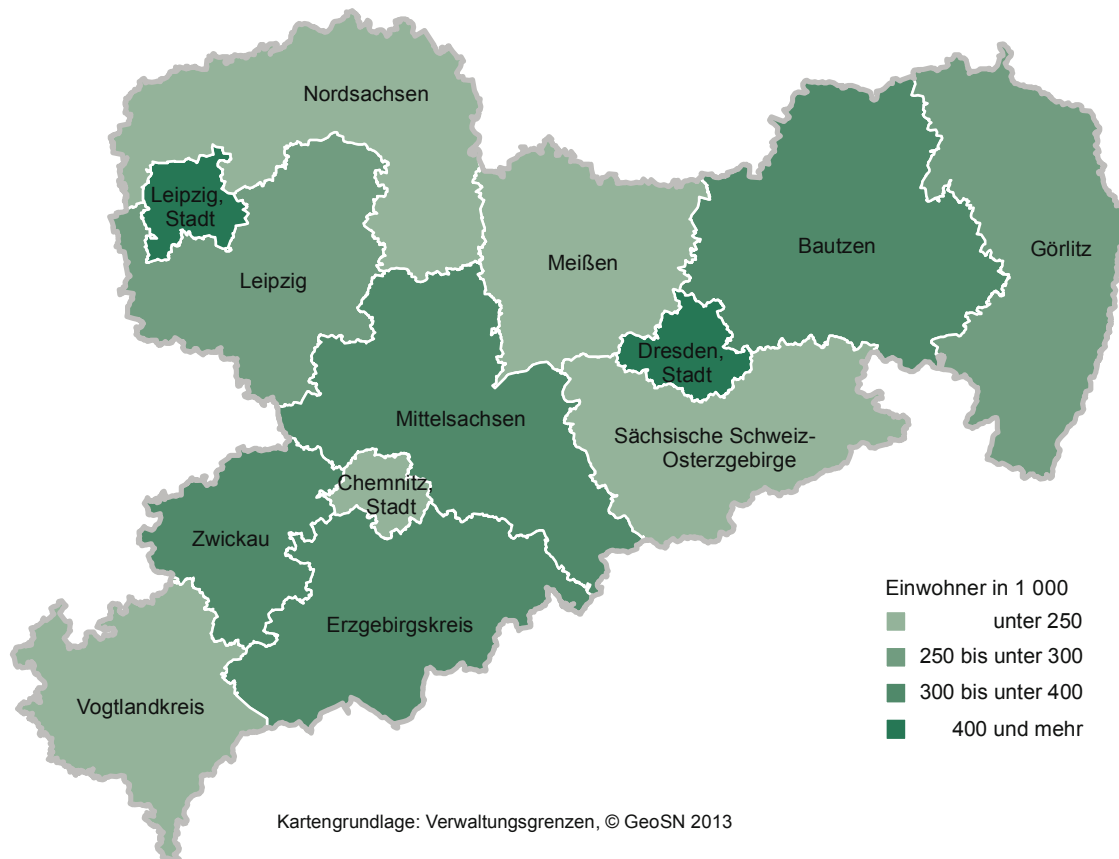 Nordsachsen
Leipzig,
Stadt
Leipzig
Meißen
Bautzen
Görlitz
Dresden,
Stadt
Mittelsachsen
Sächsische Schweiz-
Osterzgebirge
Chemnitz,
Stadt
Zwickau
Erzgebirgskreis
Vogtlandkreis
Einwohner in 1 000
unter 250
250 bis unter 300
300 bis unter 400
400 und mehr
Kartengrundlage: Verwaltungsgrenzen, © GeoSN 2013